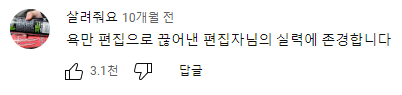 살려줘요 10개월 전
욕만 편집으로 끊어낸 편집자님의 실력에 존경합니다
3.1천 답글